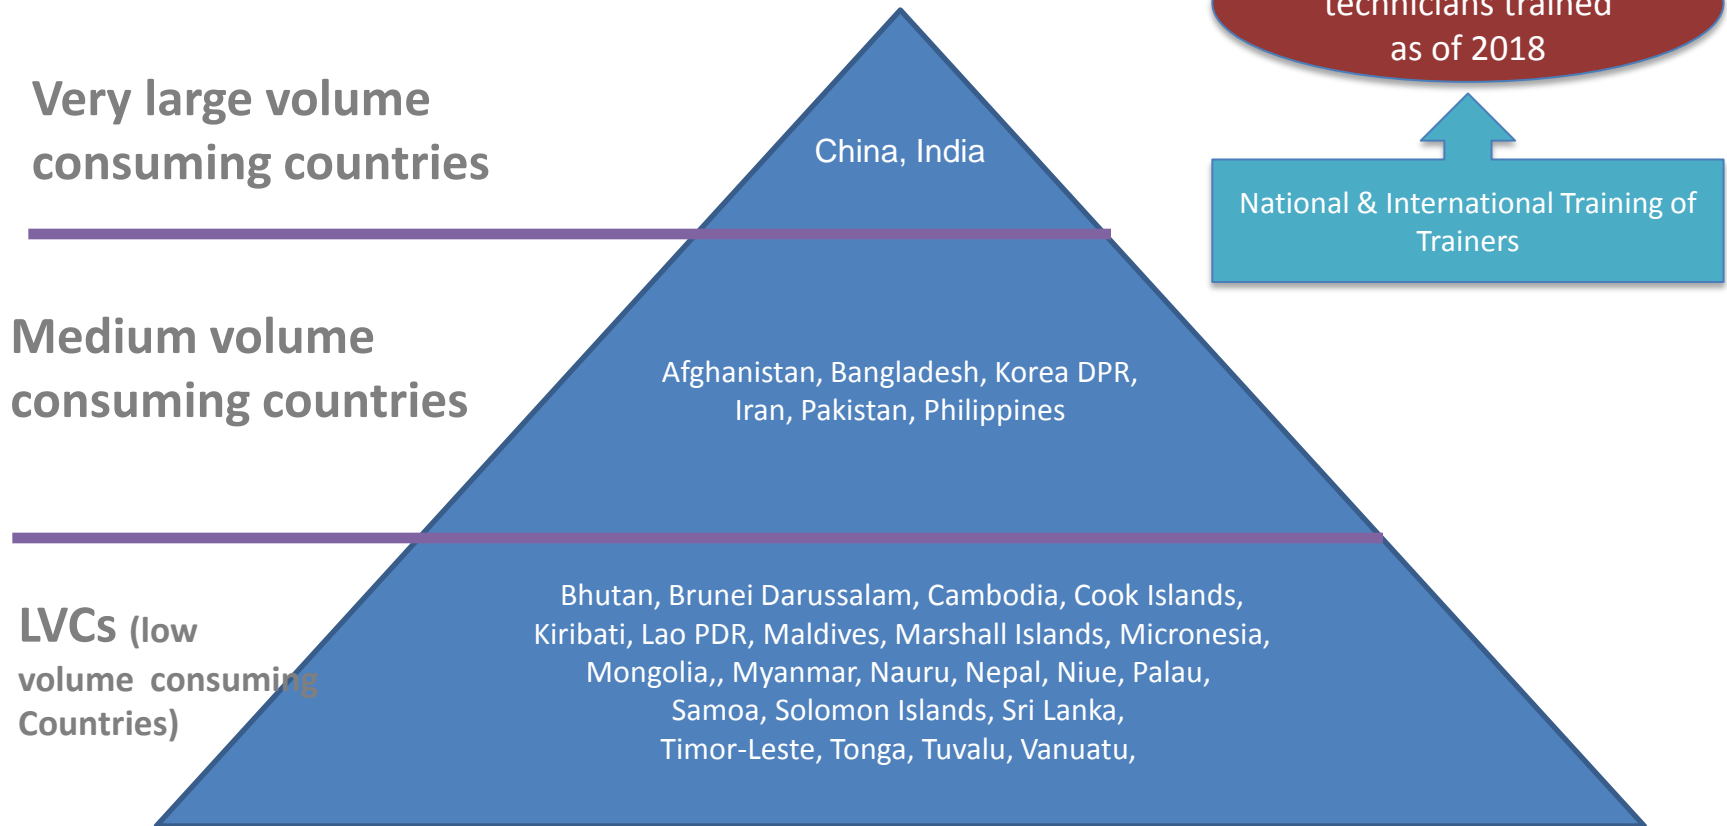 technicians trained
as of 2018
Very large volume
consuming countries
China, India
National & International Training of
Trainers
Medium volume
consuming countries
Afghanistan, Bangladesh, Korea DPR,
Iran, Pakistan, Philippines
LVCs (low
volume consuming
Countries)
Bhutan, Brunei Darussalam, Cambodia, Cook Islands,
Kiribati, Lao PDR, Maldives, Marshall Islands, Micronesia,
Mongolia,, Myanmar, Nauru, Nepal, Niue, Palau,
Samoa, Solomon Islands, Sri Lanka,
Timor-Leste, Tonga, Tuvalu, Vanuatu,